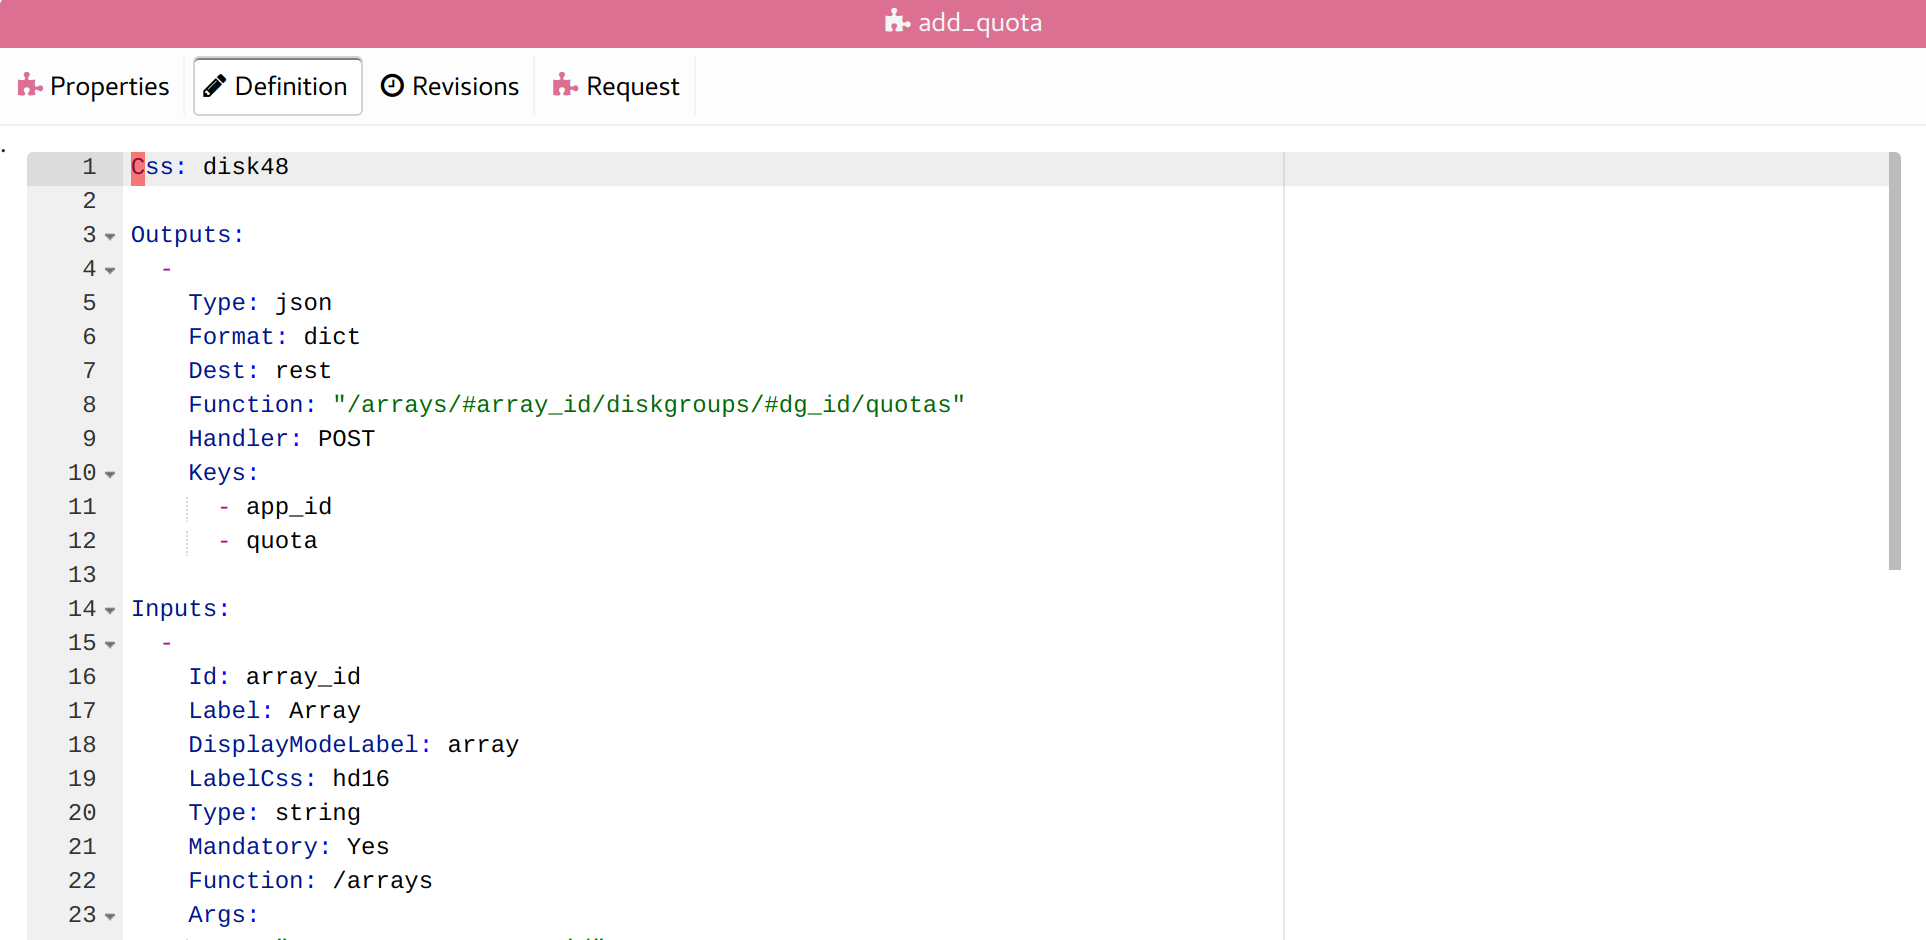 add_quota
Properties Definition Revisions Request
1 Css: disk48
2
3 Outputs:
4 -
5 Type: json
6 Format: dict
7 Dest: rest
8 Function: "/arrays/#array_id/diskgroups/#dg_id/quotas"
9 Handler: POST
10 Keys:
11 - app_id
12 - quota
13
14 Inputs:
15 -
16 Id: array_id
17 Label: Array
18 DisplayModeLabel: array
19 LabelCss: hd16
20 Type: string
21 Mandatory: Yes
22 Function: /arrays
23 Args: